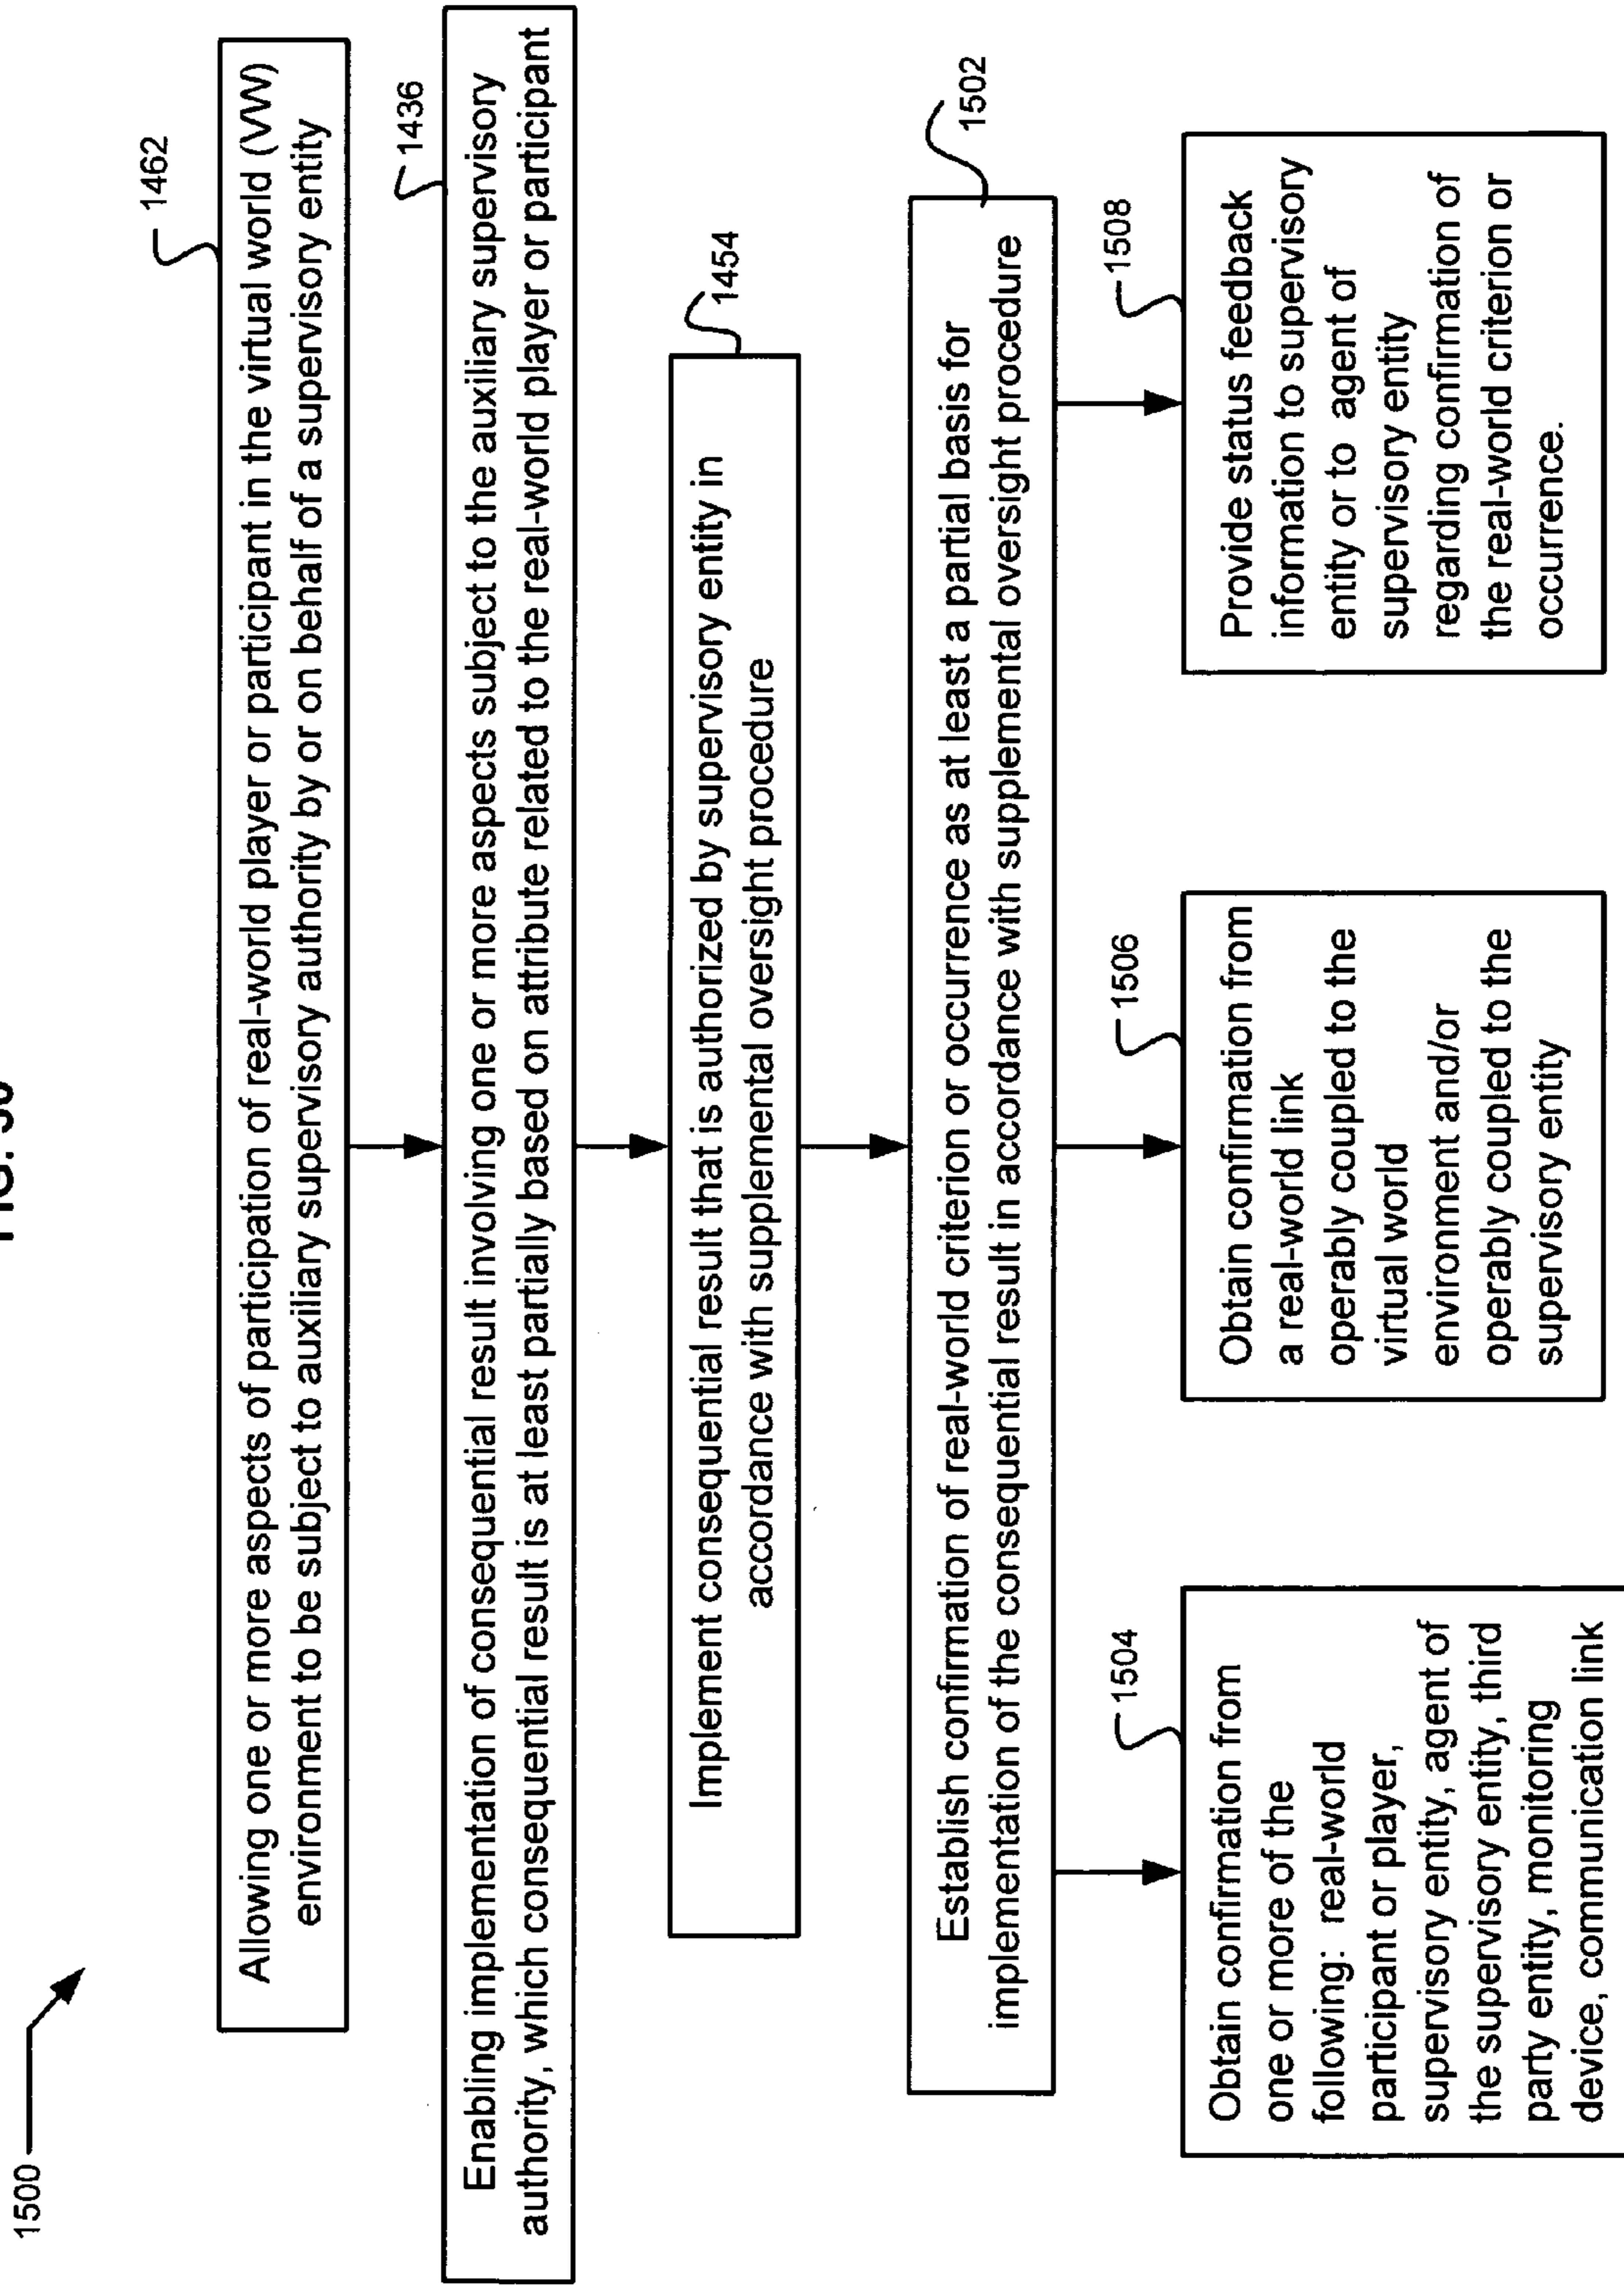 1500
1462
Allowing one or more aspects of participation of real-world player or participant in the virtual world (VW)
environment to be subject to auxiliary supervisory authority by or on behalf of a supervisory entity
1436
Enabling implementation of consequential result involving one or more aspects subject to the auxiliary supervisory
authority, which consequential result is at least partially based on attribute related to the real-world player or participant
1454
Implement consequential result that is authorized by supervisory entity in
accordance with supplemental oversight procedure
1502
Establish confirmation of real-world criterion or occurrence as at least a partial basis for
implementation of the consequential result in accordance with supplemental oversight procedure
1504
Obtain confirmation from
one or more of the
following: real-world
participant or player,
supervisory entity, agent of
the supervisory entity, third
party entity, monitoring
device, communication link
1506
Obtain confirmation from
a real-world link
operably coupled to the
virtual world
environment and/or
operably coupled to the
supervisory entity
1508
Provide status feedback
information to supervisory
entity or to agent of
supervisory entity
regarding confirmation of
the real-world criterion or
occurrence.